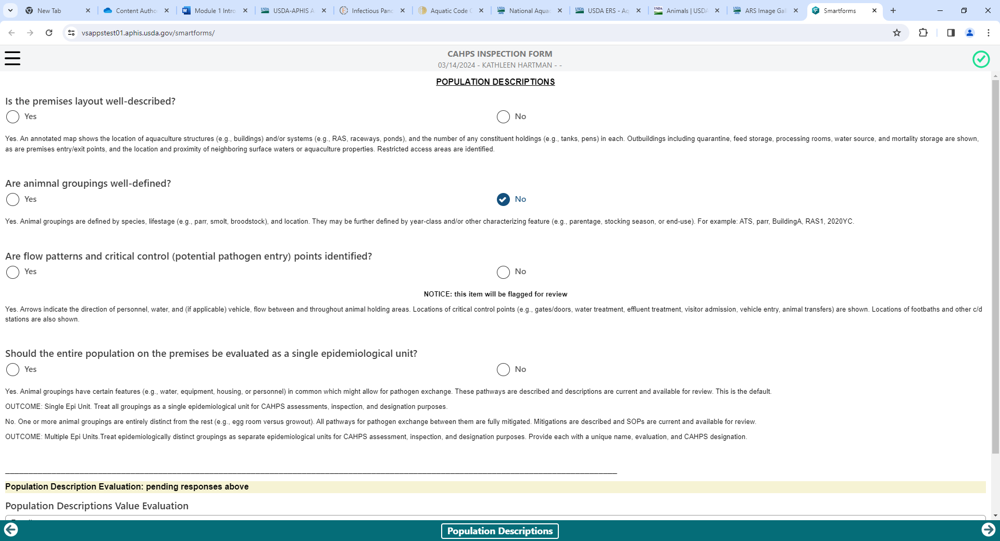 New Tab
Content Autho
Module 1 Intro
USDA-APHIS A
Infectious Panc
Aquatic Code C
National Aquac
USDA ERS - Aq
Animals | USDA
ARS Image Gal
Smartforms
vsappstest01.aphis.usda.gov/smartforms/
CAHPS INSPECTION FORM
03/14/2024 - KATHLEEN HARTMAN - -
POPULATION DESCRIPTIONS
Is the premises layout well-described?
Yes No
Yes. An annotated map shows the location of aquaculture structures (e.g., buildings) and/or systems (e.g., RAS, raceways, ponds), and the number of any constituent holdings (e.g., tanks, pens) in each. Outbuildings including quarantine, feed storage, processing rooms, water source, and mortality storage are shown,
as are premises entry/exit points, and the location and proximity of neighboring surface waters or aquaculture properties. Restricted access areas are identified.
Are animnal groupings well-defined?
Yes No
Yes. Animal groupings are defined by species, lifestage (e.g., parr, smolt, broodstock), and location. They may be further defined by year-class and/or other characterizing feature (e.g., parentage, stocking season, or end-use). For example: ATS, parr, BuildingA, RAS1, 2020YC.
Are flow patterns and critical control (potential pathogen entry) points identified?
Yes No
NOTICE: this item will be flagged for review
Yes. Arrows indicate the direction of personnel, water, and (if applicable) vehicle, flow between and throughout animal holding areas. Locations of critical control points (e.g., gates/doors, water treatment, effluent treatment, visitor admission, vehicle entry, animal transfers) are shown. Locations of footbaths and other c/d
stations are also shown.
Should the entire population on the premises be evaluated as a single epidemiological unit?
Yes No
Yes. Animal groupings have certain features (e.g., water, equipment, housing, or personnel) in common which might allow for pathogen exchange. These pathways are described and descriptions are current and available for review. This is the default.
OUTCOME: Single Epi Unit. Treat all groupings as a single epidemiological unit for CAHPS assessments, inspection, and designation purposes.
No. One or more animal groupings are entirely distinct from the rest (e.g., egg room versus growout). All pathways for pathogen exchange between them are fully mitigated. Mitigations are described and SOPs are current and available for review.
OUTCOME: Multiple Epi Units.Treat epidemiologically distinct groupings as separate epidemiological units for CAHPS assessment, inspection, and designation purposes. Provide each with a unique name, evaluation, and CAHPS designation.
Population Description Evaluation: pending responses above
Population Descriptions Value Evaluation
Population Descriptions